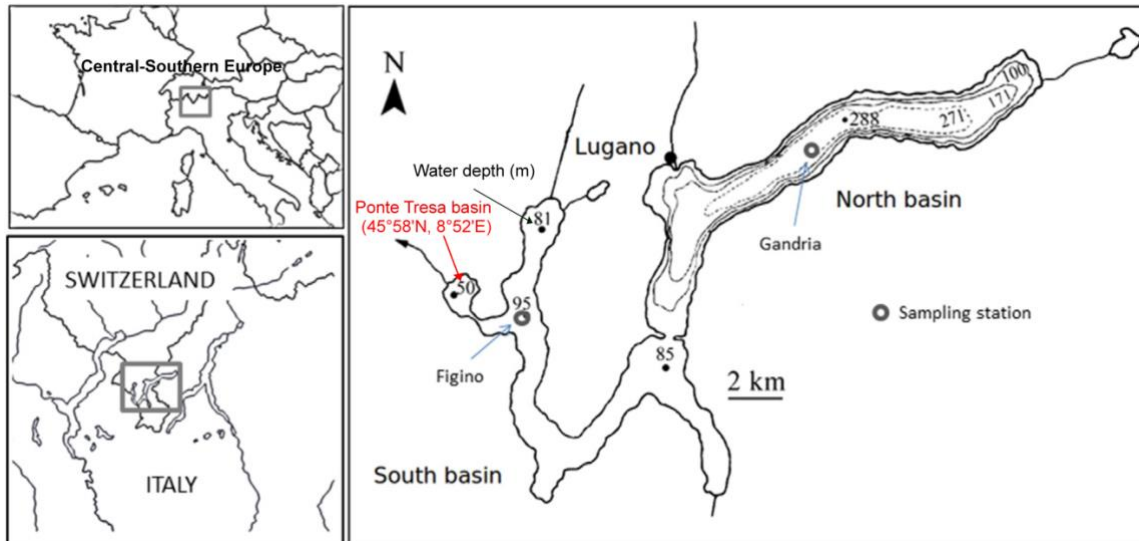 Central-Southern Europe
SWITZERLAND
ITALY
N
Lugano
Water depth (m)
Ponte Tresa basin
(45°58'N, 8°52'E)
81
50
95
Figino
South basin
85
2 km
100
171
271
288
North basin
Gandria
Sampling station